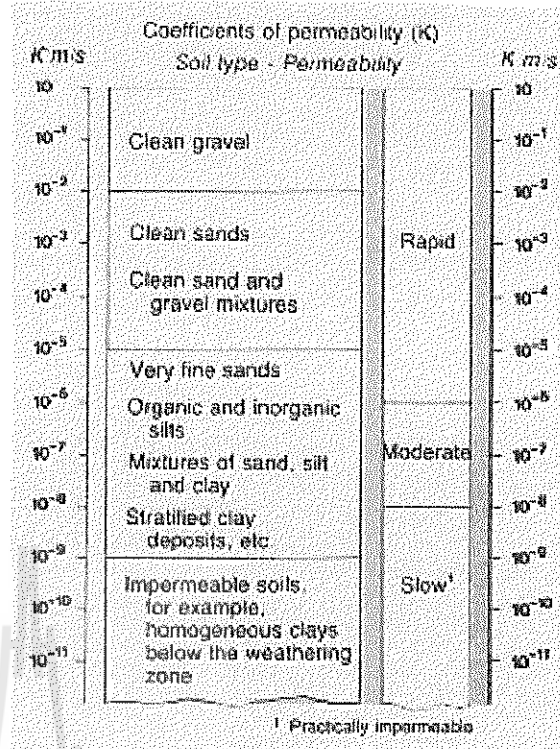 Coefficients of permeability (K)
K m/s Soil type - Permeability K m/s
10 10
10⁻¹ Clean gravel 10⁻¹
10⁻² 10⁻²
10⁻³ Clean sands Rapid 10⁻³
Clean sand and
10⁻⁴ gravel mixtures 10⁻⁴
10⁻⁵ 10⁻⁵
Very fine sands
10⁻⁶ 10⁻⁶
Organic and inorganic
silts
10⁻⁷ Mixtures of sand, silt Moderate 10⁻⁷
and clay
10⁻⁸ 10⁻⁸
Stratified clay
deposits, etc
10⁻⁹ 10⁻⁹
Impermeable soils, Slow¹
10⁻¹⁰ for example, 10⁻¹⁰
homogeneous clays
10⁻¹¹ below the weathering 10⁻¹¹
zone
¹ Practically impermeable